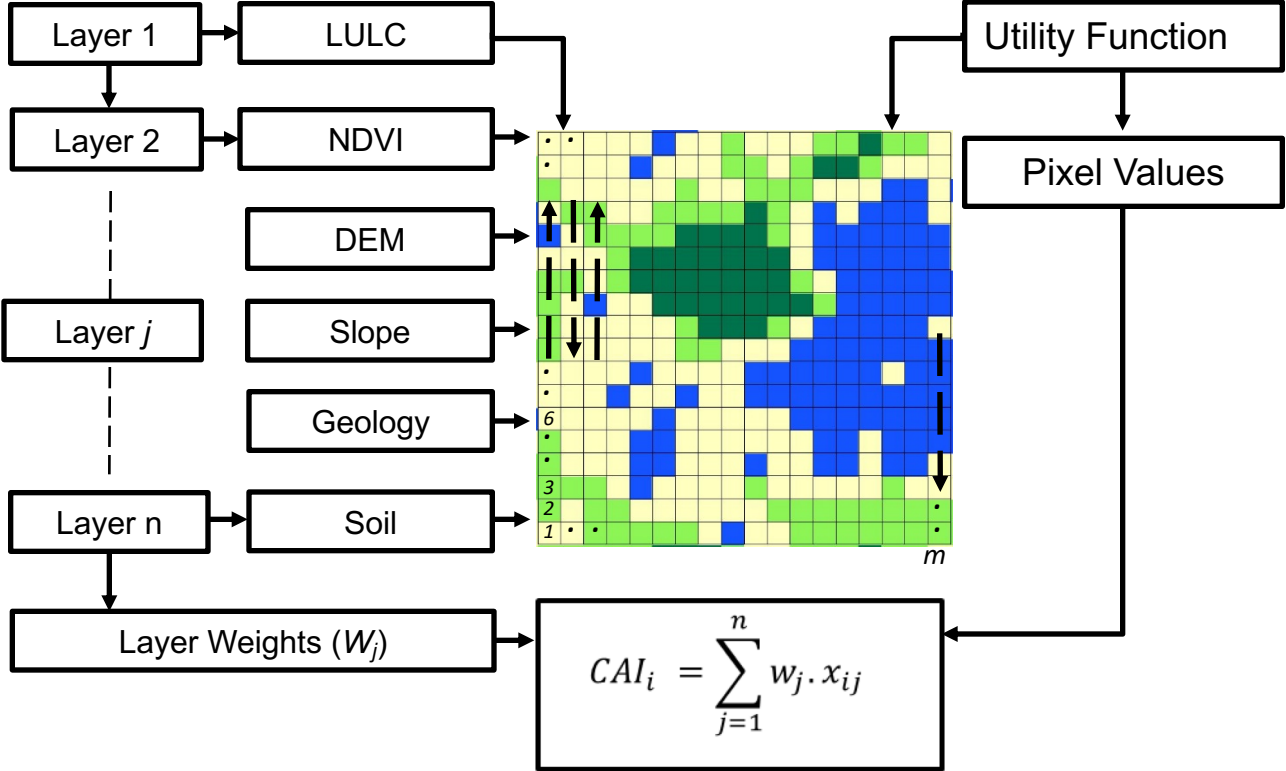 Layer 1
LULC
Utility Function
Layer 2
NDVI
Pixel Values
DEM
Layer j
Slope
Geology
6
3
2
1
Layer n
Soil
m
Layer Weights (Wj)
CAIᵢ = ∑ⁿⱼ₌₁ wⱼ . xᵢⱼ